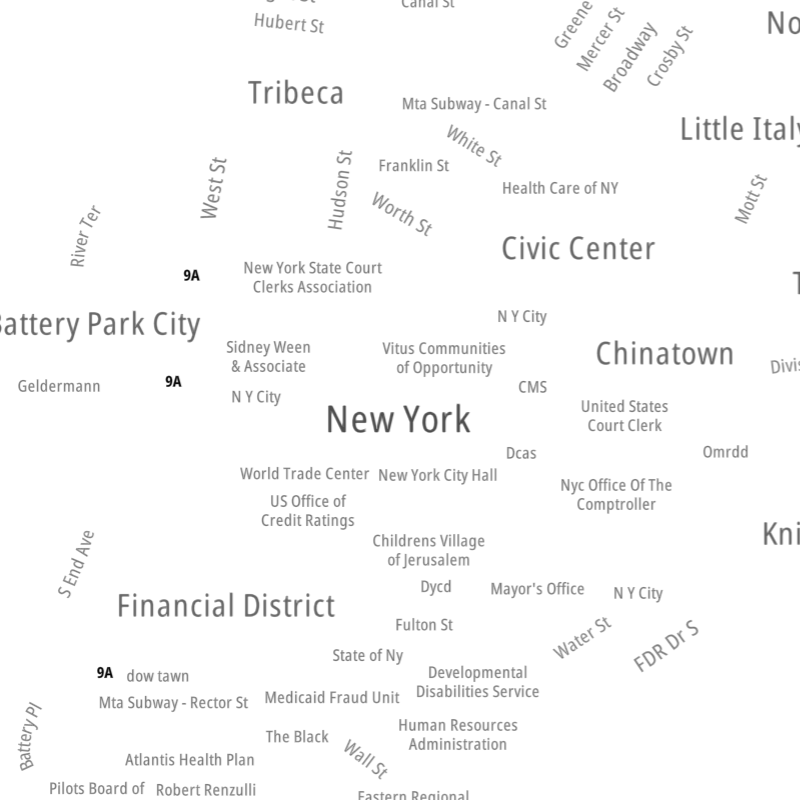 Canal St
Hubert St
Greene
Mercer St
Broadway
Crosby St
No
Tribeca
Mta Subway - Canal St
Little Italy
White St
Franklin St
West St
Hudson St
Health Care of NY
Mott St
Worth St
River Ter
Civic Center
New York State Court
Clerks Association
9A
T
N Y City
Battery Park City
Sidney Ween
& Associate
Vitus Communities
of Opportunity
Chinatown
Divis
Geldermann
9A
CMS
N Y City
United States
Court Clerk
New York
Dcas
Omrdd
World Trade Center
New York City Hall
Nyc Office Of The
Comptroller
US Office of
Credit Ratings
Kni
Childrens Village
of Jerusalem
S End Ave
Dycd
Mayor's Office
N Y City
Financial District
Fulton St
Water St
FDR Dr S
State of Ny
9A
dow tawn
Developmental
Disabilities Service
Mta Subway - Rector St
Medicaid Fraud Unit
Battery Pl
The Black
Human Resources
Administration
Wall St
Atlantis Health Plan
Pilots Board of
Robert Renzulli
Eastern Regional